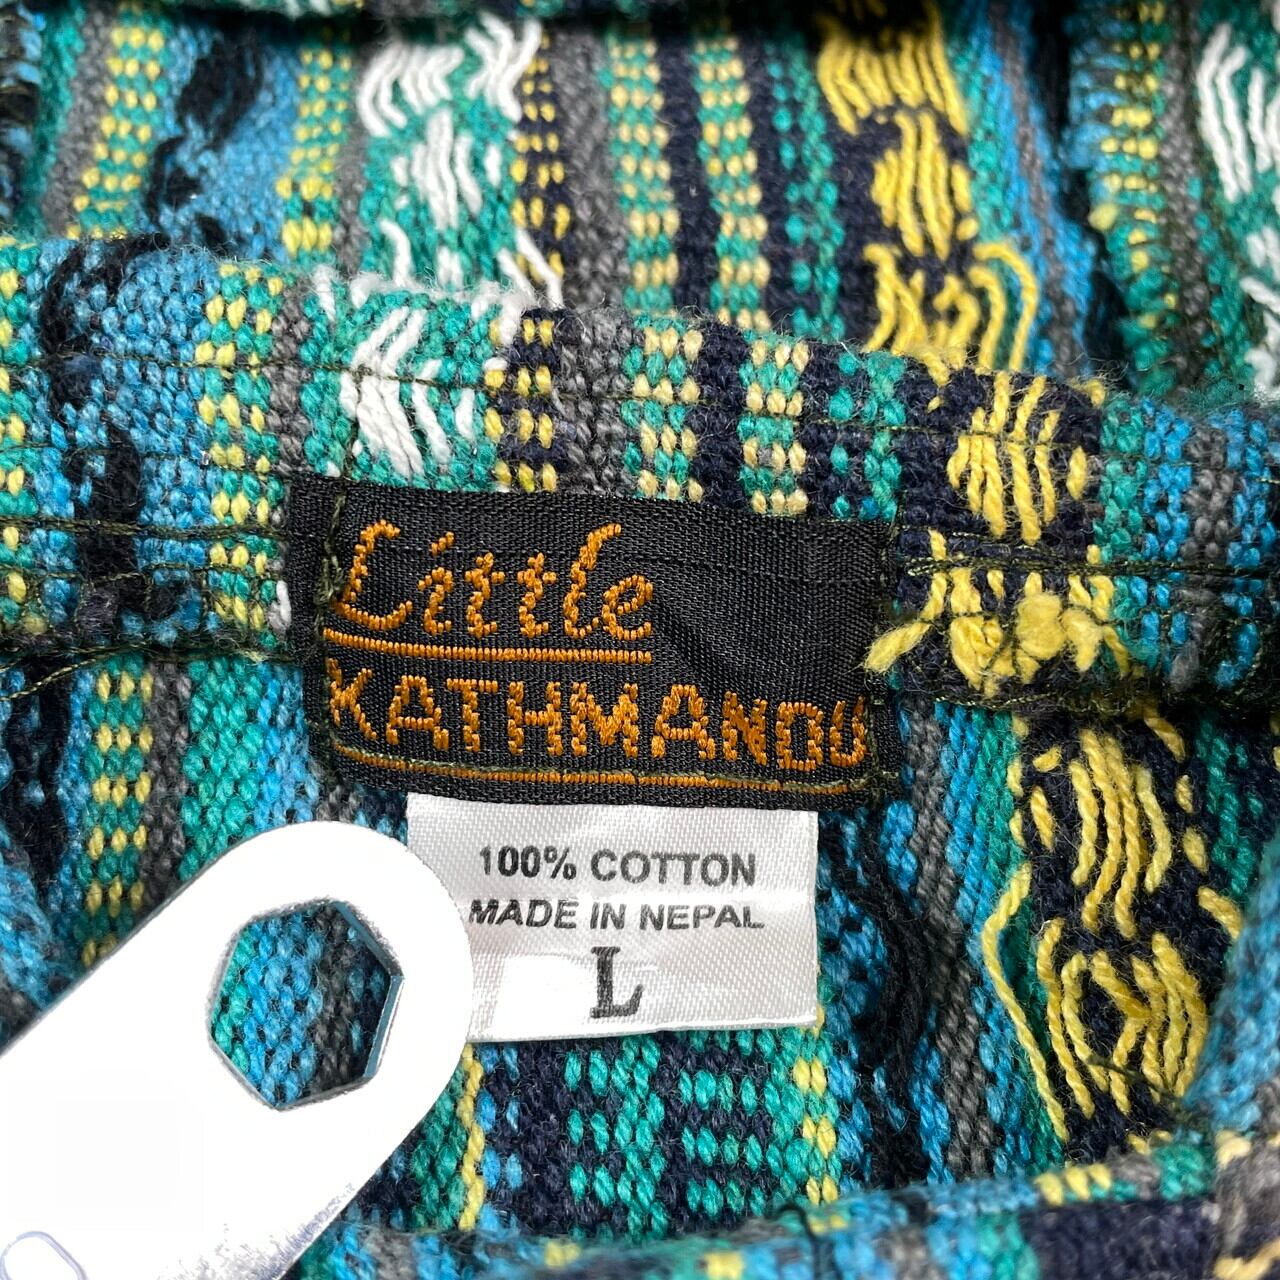 Little
KATHMANDU
100% COTTON
MADE IN NEPAL
L